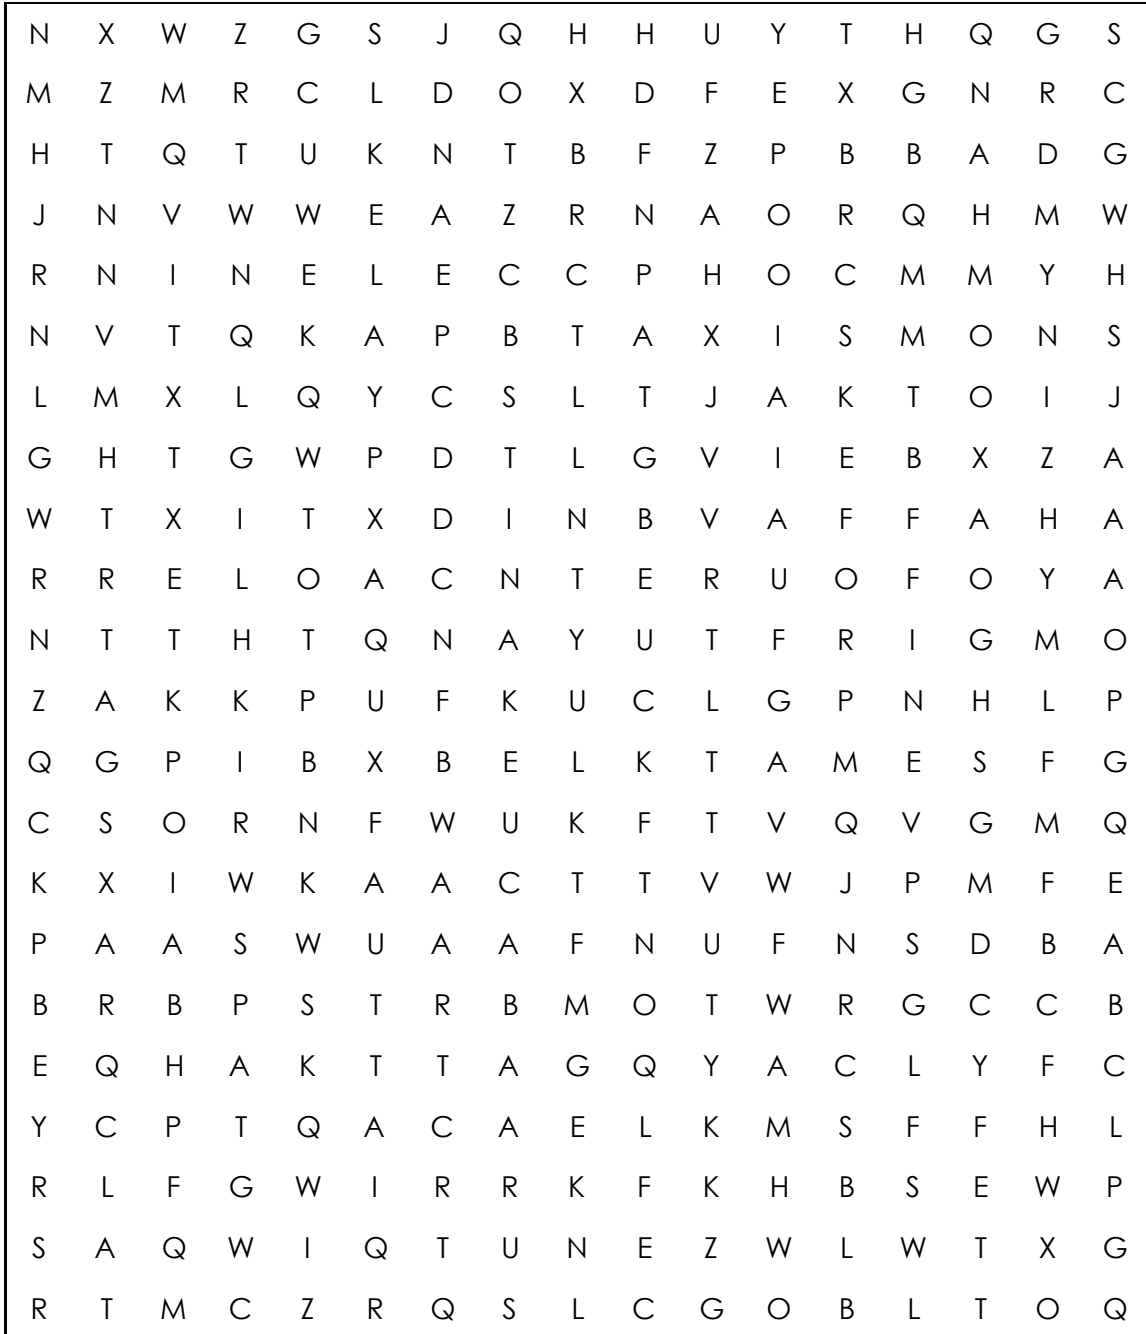 N X W Z G S J Q H H U Y T H Q G S
M Z M R C L D O X D F E X G N R C
H T Q T U K N T B F Z P B B A D G
J N V W W E A Z R N A O R Q H M W
R N I N E L E C C P H O C M M Y H
N V T Q K A P B T A X I S M O N S
L M X L Q Y C S L T J A K T O I J
G H T G W P D T L G V I E B X Z A
W T X I T X D I N B V A F F A H A
R R E L O A C N T E R U O F O Y A
N T T H T Q N A Y U T F R I G M O
Z A K K P U F K U C L G P N H L P
Q G P I B X B E L K T A M E S F G
C S O R N F W U K F T V Q V G M Q
K X I W K A A C T T V W J P M F E
P A A S W U A A F N U F N S D B A
B R B P S T R B M O T W R G C C B
E Q H A K T T A G Q Y A C L Y F C
Y C P T Q A C A E L K M S F F H L
R L F G W I R R K F K H B S E W P
S A Q W I Q T U N E Z W L W T X G
R T M C Z R Q S L C G O B L T O Q